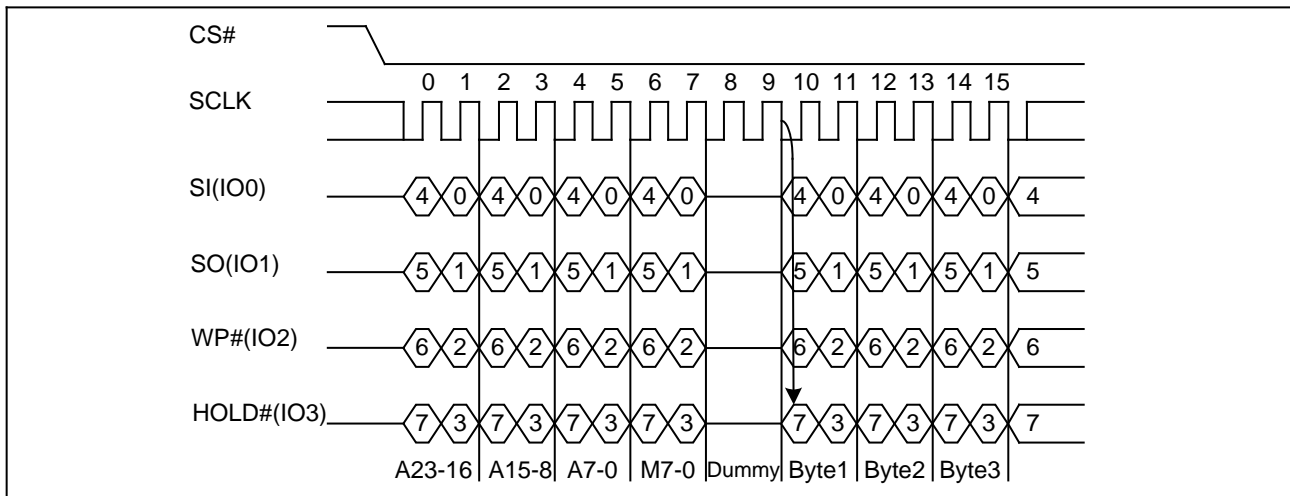 CS#
0 1 2 3 4 5 6 7 8 9 10 11 12 13 14 15
SCLK
SI(IO0) 4 0 4 0 4 0 4 0 4 0 4 0 4 0 4
SO(IO1) 5 1 5 1 5 1 5 1 5 1 5 1 5 1 5
WP#(IO2) 6 2 6 2 6 2 6 2 6 2 6 2 6 2 6
HOLD#(IO3) 7 3 7 3 7 3 7 3 7 3 7 3 7 3 7
A23-16 A15-8 A7-0 M7-0 Dummy Byte1 Byte2 Byte3